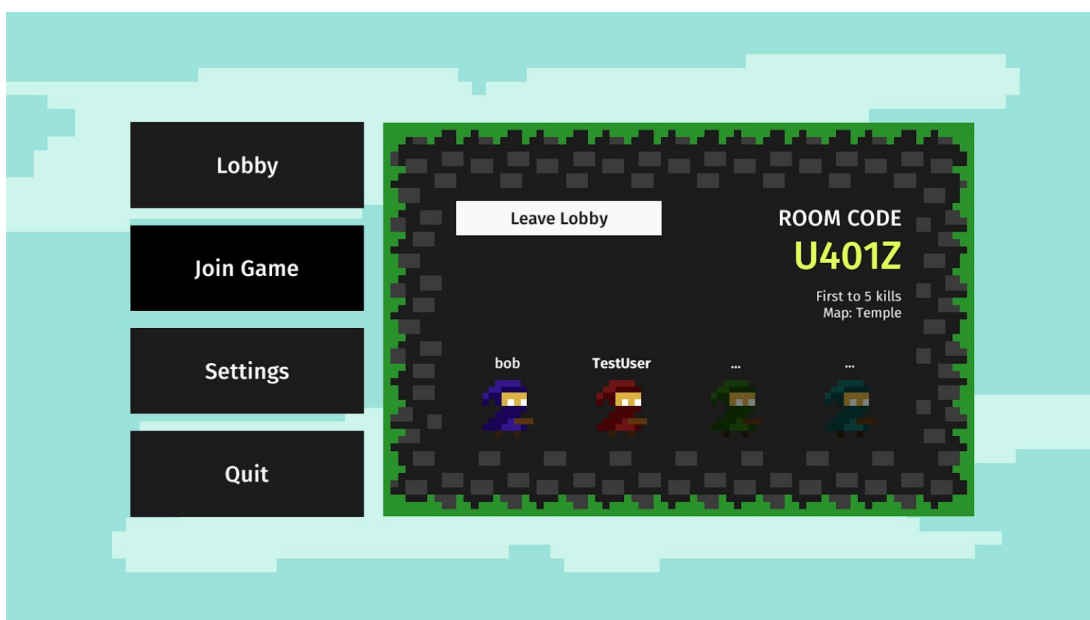 Lobby
Join Game
Settings
Quit
Leave Lobby
ROOM CODE
U401Z
First to 5 kills
Map: Temple
bob
TestUser
...
...